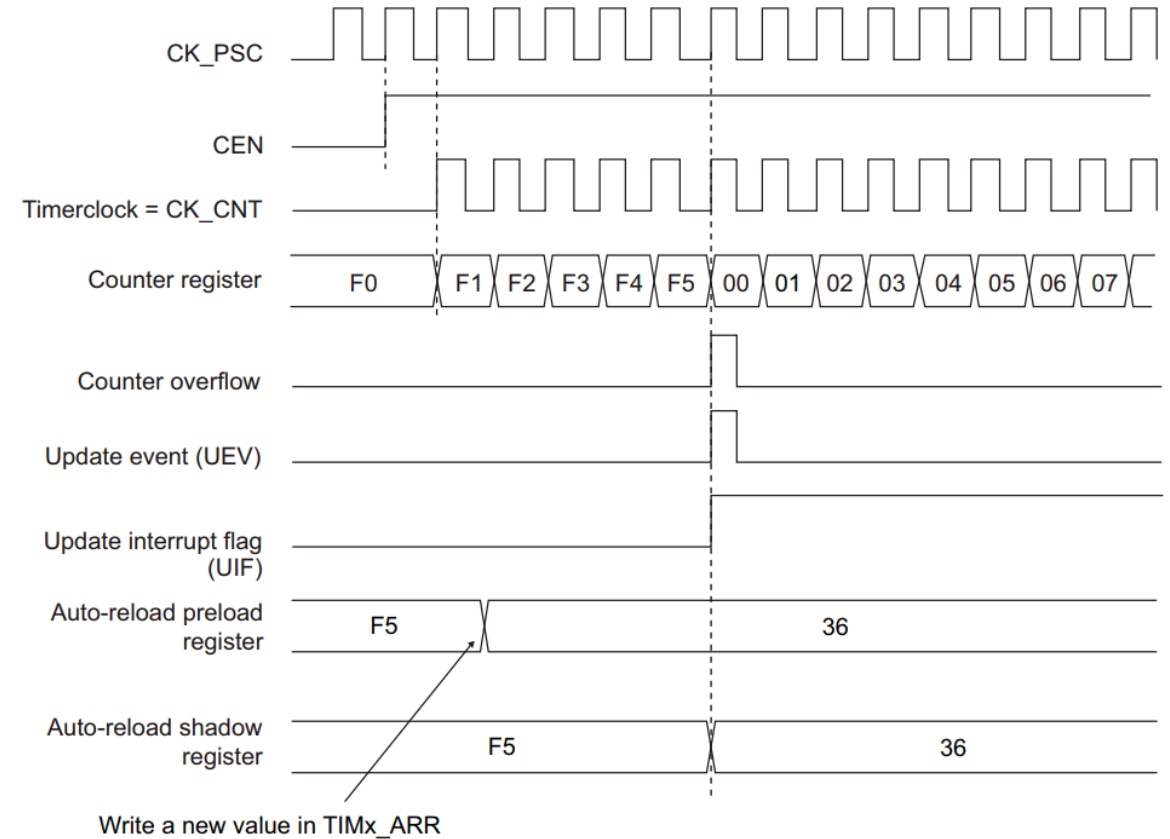 CK_PSC
CEN
Timerclock = CK_CNT
Counter register
F0 F1 F2 F3 F4 F5 00 01 02 03 04 05 06 07
Counter overflow
Update event (UEV)
Update interrupt flag
(UIF)
Auto-reload preload
register
F5 36
Auto-reload shadow
register
F5 36
Write a new value in TIMx_ARR